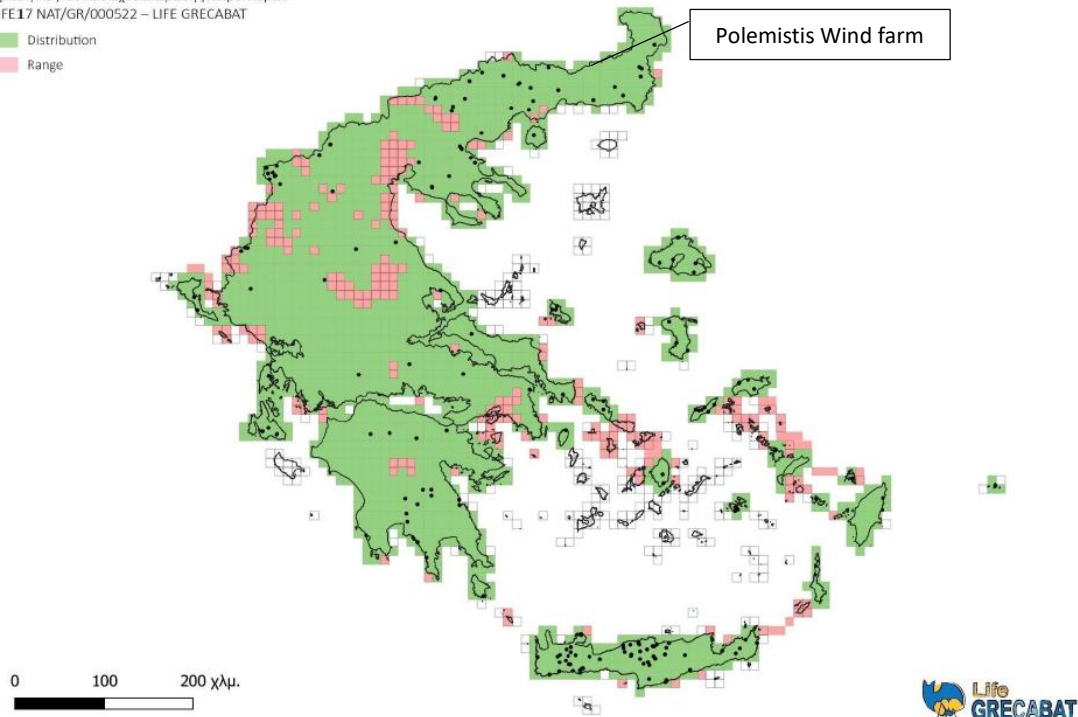 FE17 NAT/GR/000522 – LIFE GRECABAT
Distribution
Range
Polemistis Wind farm
0 100 200 χλμ.
Life
GRECABAT